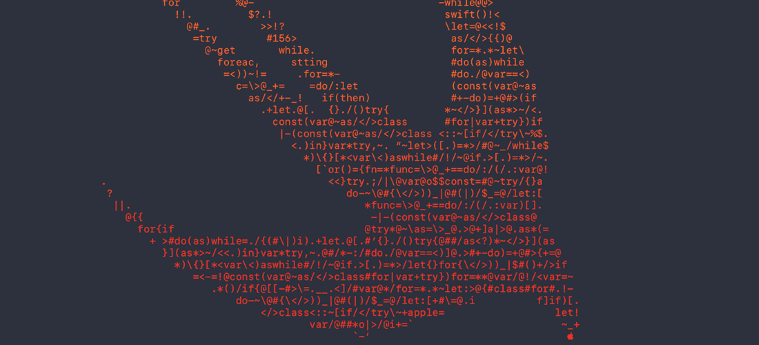 for %@- -while@@>
!!. $?.! swift()!<
@#_. >>!? \let=@<<!$
=try #156> as/</>{()@
@~get while. for=*.*~let\
foreac, stting #do(as)while
=<))~!= .for=*~ #do./@var==<)
c=\>@_+= =do/:let (const(var@~as
as/</+-_! if(then) #+-do)=+@#>(if
.+let.@[. {}./()try{ *~</>}](as*>~/<.
const(var@~as/</>class #for|var+try})if
|-(const(var@~as/</>class <::~[if/</try\~%$.
<.)in}var*try,~. "~let>([.)=*>/#@~_/while$
*)\{}[*<var\<)aswhile#/!/~@if.>[.)=*>/~.
[`or()={fn=*func=\>@_+==do/:/(/.:var@!
. <<}try.;/|\@var@o$$const=#@~try/{}a
? do~~\@#{\</>))_|@#(|)/$_=@/let:[
||. *func=\>@_+==do/:/(/.:var)[].
@{{ -|-(const(var@~as/</>class@
for{if @try*@~\as=\>_@.>@+]a|>@.as*(=
+ >#do(as)while=./{(#\|)i).+let.@[.#'{}./()try{@##/as<?)*~</>}](as
}](as*>~/<<.)in}var*try,~.@#/*-:/#do./@var==<)]@.>#+-do)=+@#>{+=@
*)\{}[*<var\<)aswhile#/!/~@if.>[.)=*>/let{}for{\</>))_|$#()+/>if
=<-=!@const(var@~as/</>class#for|var+try})for=**@var/@!/<var=~
.*()/if{@[[~#>\=.__.<]/#var@*/for=*.*~let:>@{#class#for#.!~
do~~\@#{\</>))_|@#(|)/$_=@/let:[+#\=@.i f]if)[.
</>class<::~[if/</try\~+apple= let!
var/@##*o|>/@i+=` ~_+
`~'